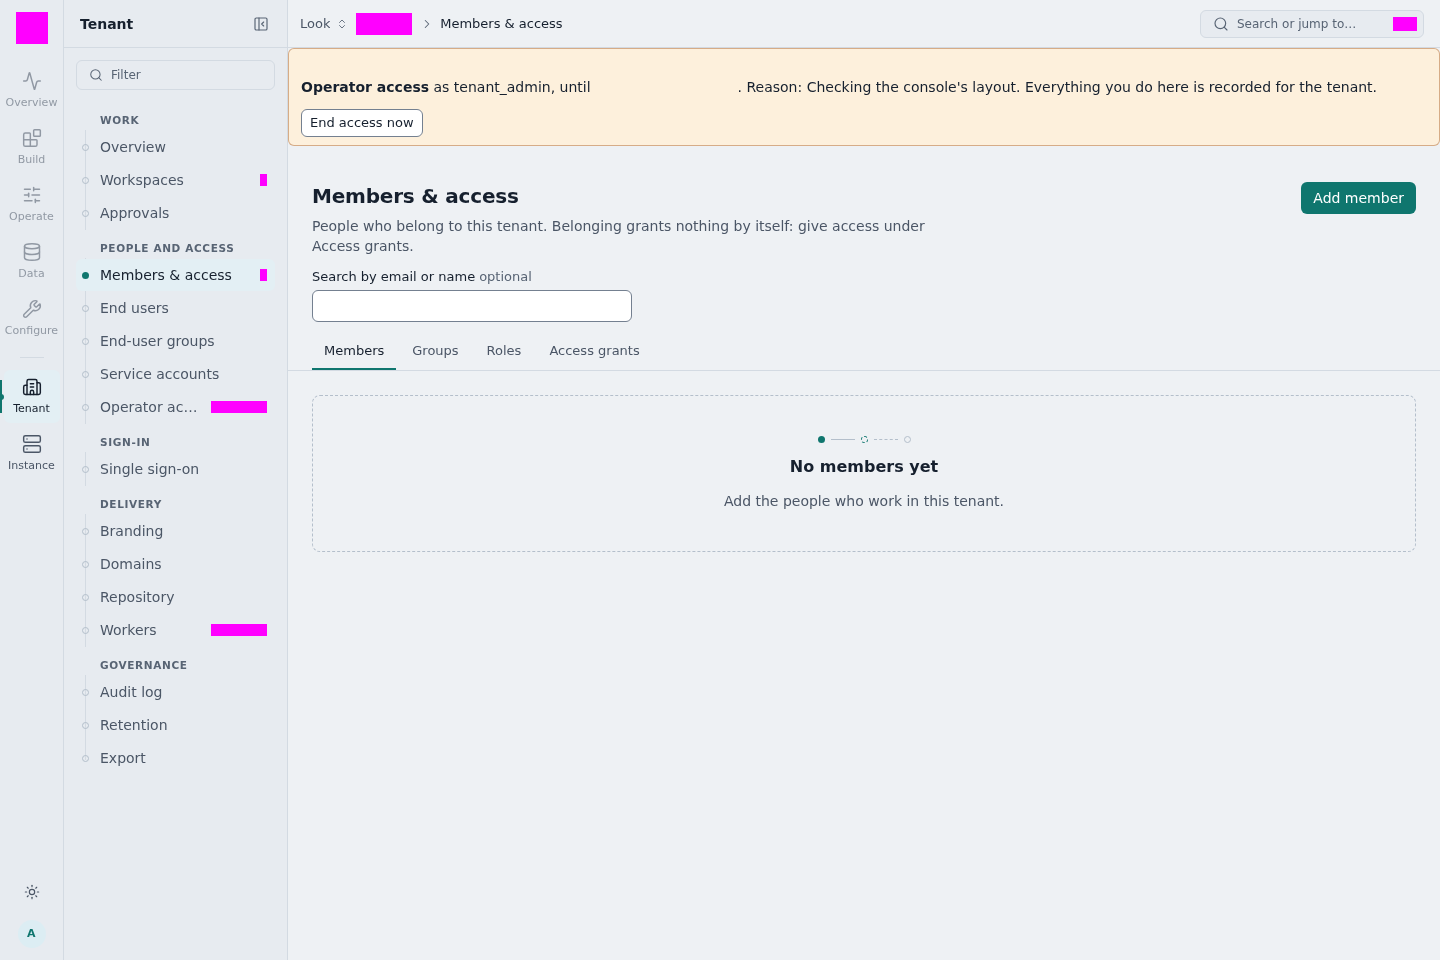 Tenant
Look
Members & access
Search or jump to...
Filter
Overview
Build
Operate
Data
Configure
Tenant
Instance
A
WORK
Overview
Workspaces
Approvals
PEOPLE AND ACCESS
Members & access
End users
End-user groups
Service accounts
Operator ac...
SIGN-IN
Single sign-on
DELIVERY
Branding
Domains
Repository
Workers
GOVERNANCE
Audit log
Retention
Export
Operator access as tenant_admin, until . Reason: Checking the console's layout. Everything you do here is recorded for the tenant.
End access now
Members & access
Add member
People who belong to this tenant. Belonging grants nothing by itself: give access under
Access grants.
Search by email or name optional
Members Groups Roles Access grants
No members yet
Add the people who work in this tenant.